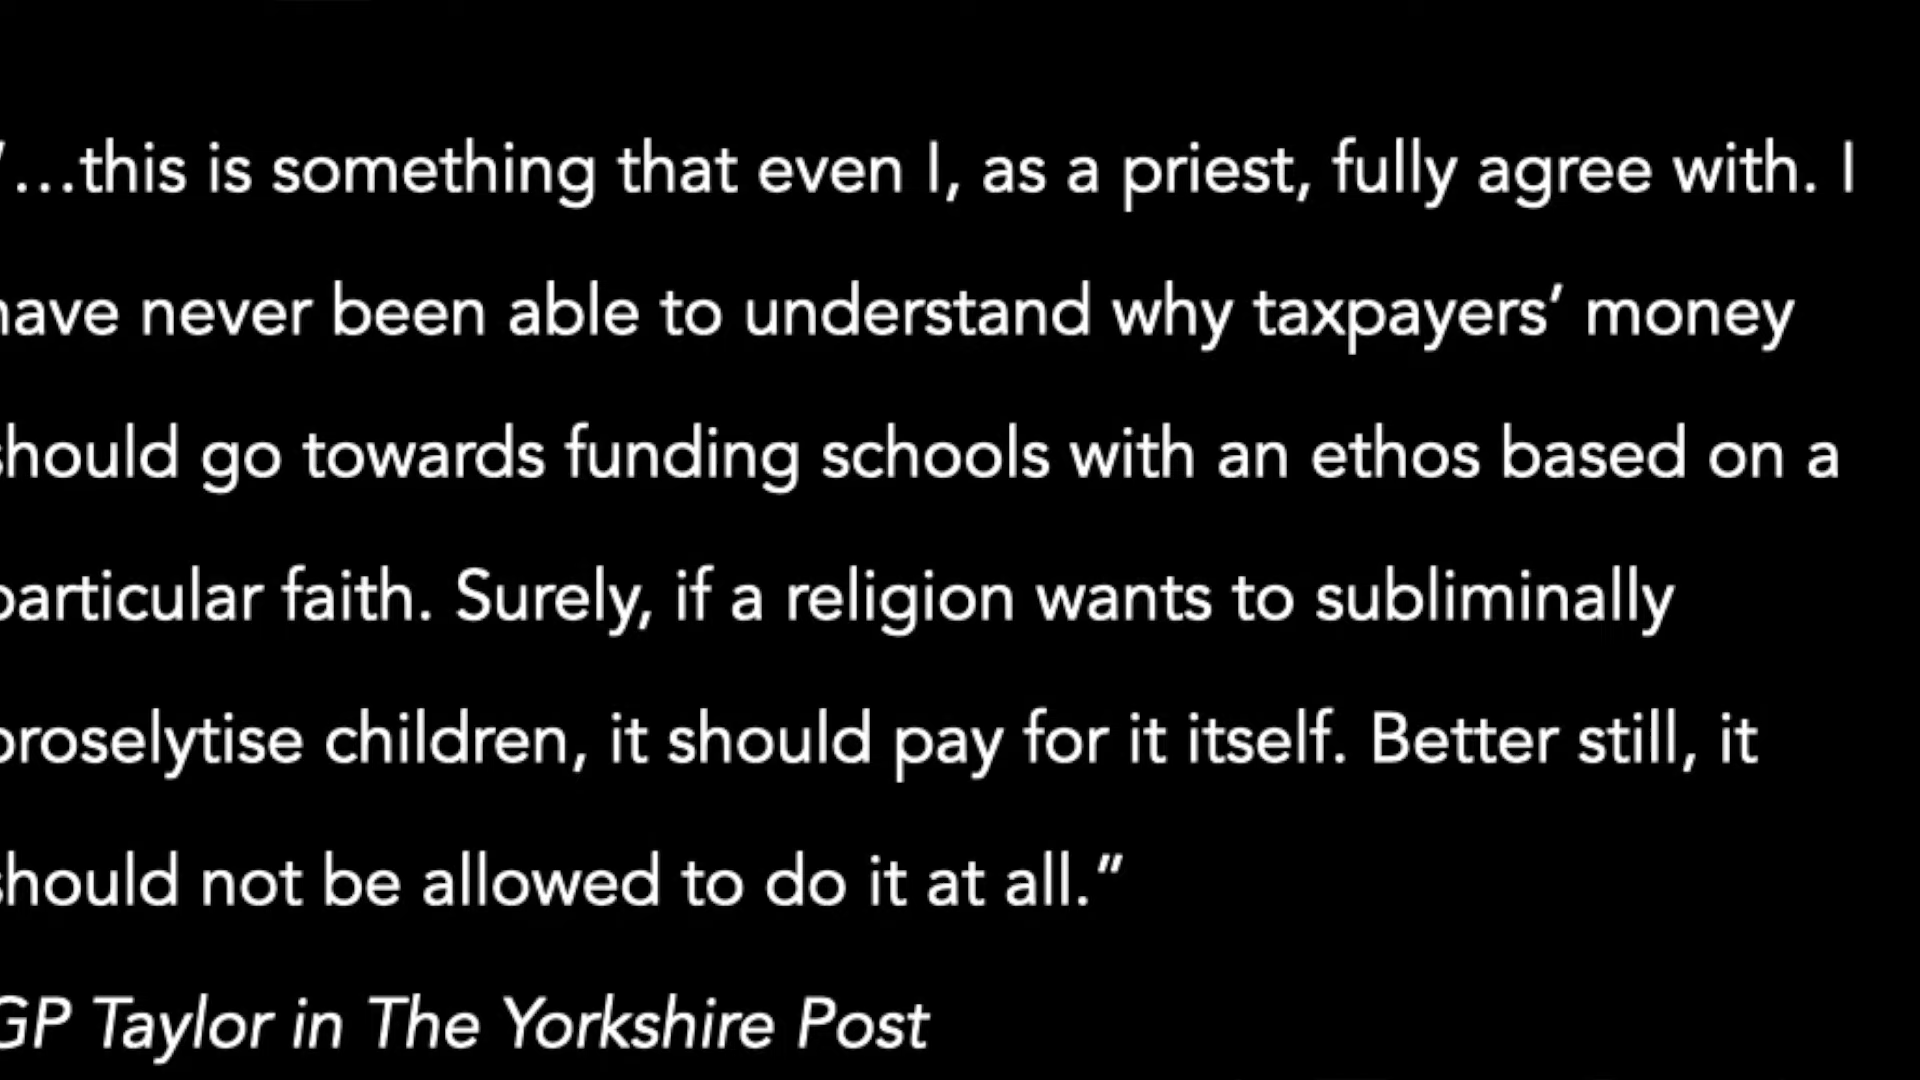 “…this is something that even I, as a priest, fully agree with. I
have never been able to understand why taxpayers’ money
should go towards funding schools with an ethos based on a
particular faith. Surely, if a religion wants to subliminally
proselytise children, it should pay for it itself. Better still, it
should not be allowed to do it at all.”
GP Taylor in The Yorkshire Post